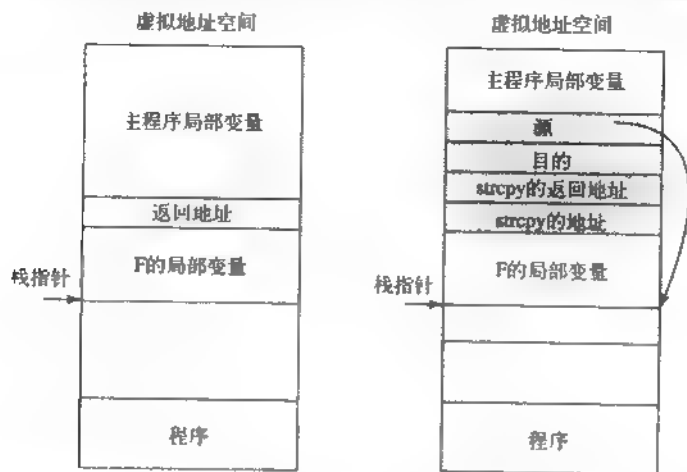 虚拟地址空间
主程序局部变量
返回地址
F的局部变量
栈指针
程序
虚拟地址空间
主程序局部变量
源
目的
strcpy的返回地址
strcpy的地址
F的局部变量
栈指针
程序